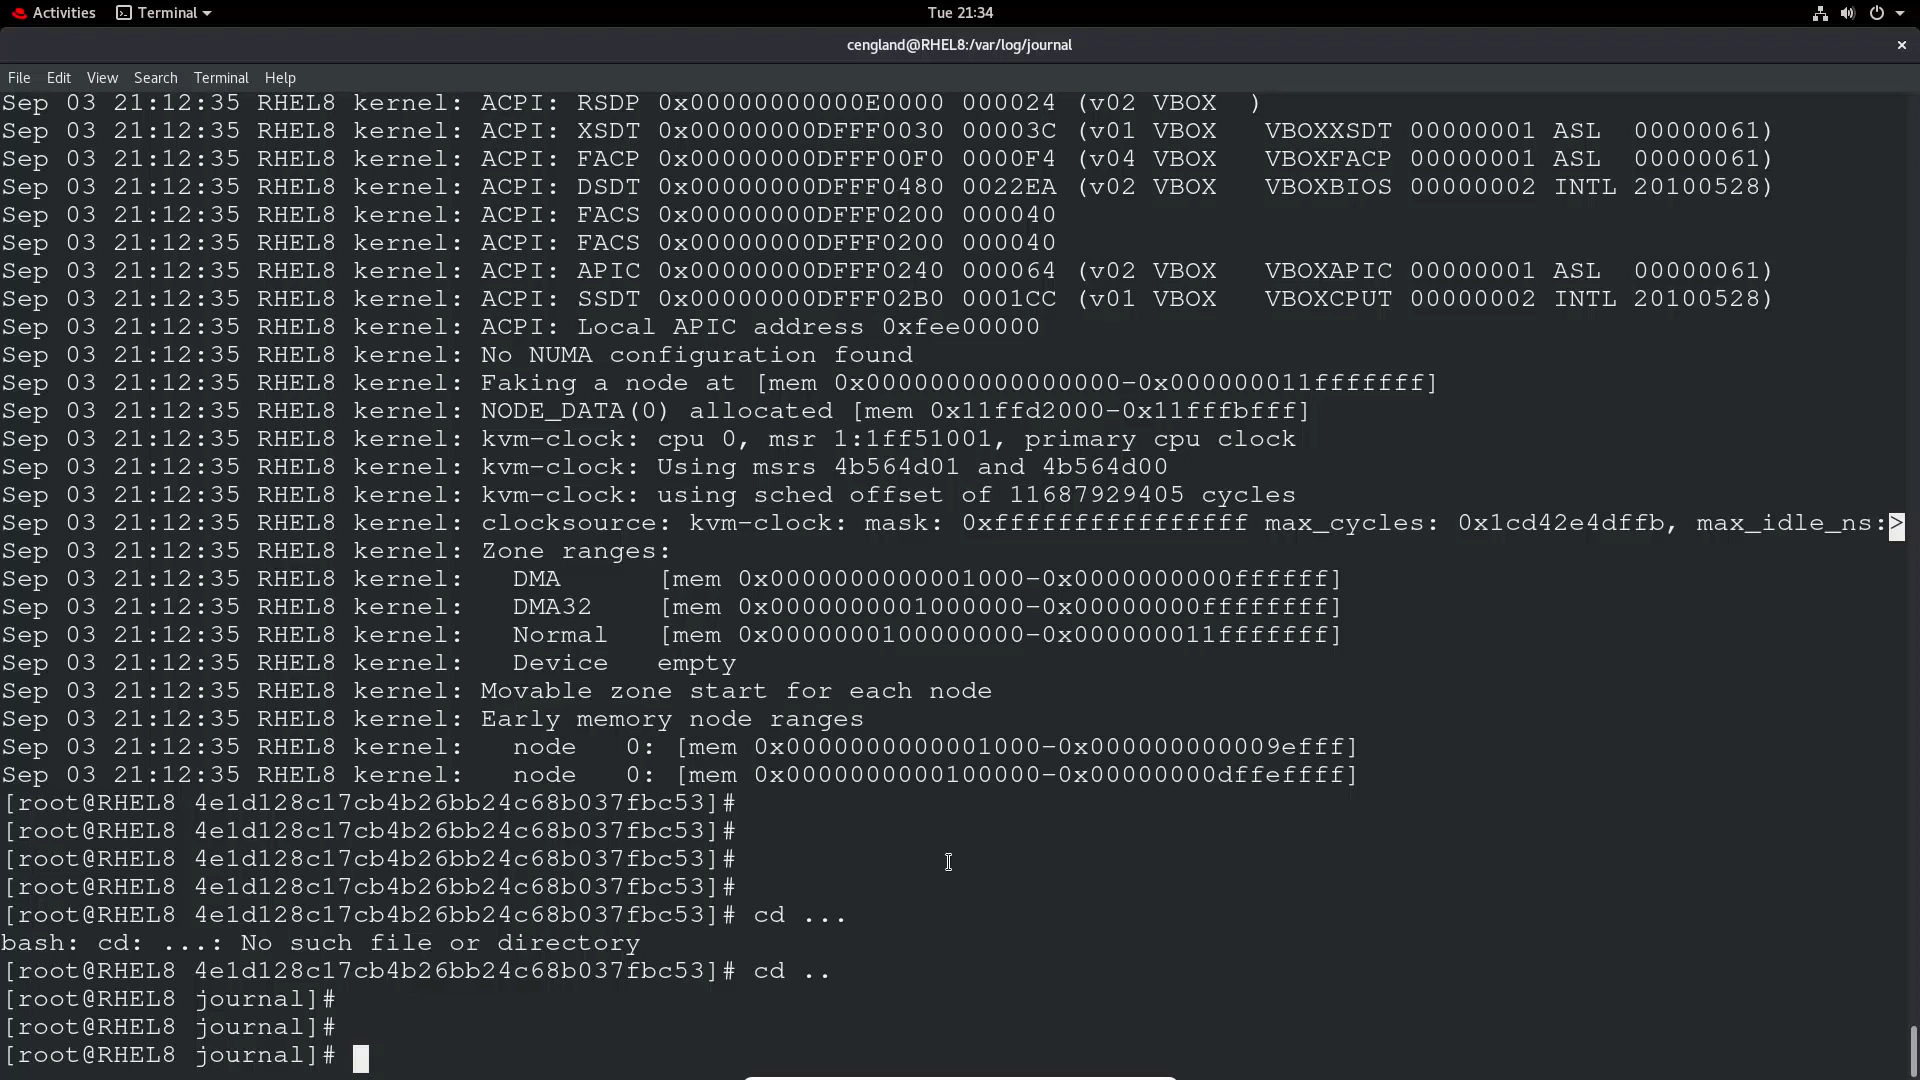 Activities Terminal Tue 21:34
cengland@RHEL8:/var/log/journal ×
File Edit View Search Terminal Help
Sep 03 21:12:35 RHEL8 kernel: ACPI: RSDP 0x00000000000E0000 000024 (v02 VBOX  )
Sep 03 21:12:35 RHEL8 kernel: ACPI: XSDT 0x00000000DFFF0030 00003C (v01 VBOX   VBOXXSDT 00000001 ASL  00000061)
Sep 03 21:12:35 RHEL8 kernel: ACPI: FACP 0x00000000DFFF00F0 0000F4 (v04 VBOX   VBOXFACP 00000001 ASL  00000061)
Sep 03 21:12:35 RHEL8 kernel: ACPI: DSDT 0x00000000DFFF0480 0022EA (v02 VBOX   VBOXBIOS 00000002 INTL 20100528)
Sep 03 21:12:35 RHEL8 kernel: ACPI: FACS 0x00000000DFFF0200 000040
Sep 03 21:12:35 RHEL8 kernel: ACPI: FACS 0x00000000DFFF0200 000040
Sep 03 21:12:35 RHEL8 kernel: ACPI: APIC 0x00000000DFFF0240 000064 (v02 VBOX   VBOXAPIC 00000001 ASL  00000061)
Sep 03 21:12:35 RHEL8 kernel: ACPI: SSDT 0x00000000DFFF02B0 0001CC (v01 VBOX   VBOXCPUT 00000002 INTL 20100528)
Sep 03 21:12:35 RHEL8 kernel: ACPI: Local APIC address 0xfee00000
Sep 03 21:12:35 RHEL8 kernel: No NUMA configuration found
Sep 03 21:12:35 RHEL8 kernel: Faking a node at [mem 0x0000000000000000-0x000000011fffffff]
Sep 03 21:12:35 RHEL8 kernel: NODE_DATA(0) allocated [mem 0x11ffd2000-0x11fffbfff]
Sep 03 21:12:35 RHEL8 kernel: kvm-clock: cpu 0, msr 1:1ff51001, primary cpu clock
Sep 03 21:12:35 RHEL8 kernel: kvm-clock: Using msrs 4b564d01 and 4b564d00
Sep 03 21:12:35 RHEL8 kernel: kvm-clock: using sched offset of 11687929405 cycles
Sep 03 21:12:35 RHEL8 kernel: clocksource: kvm-clock: mask: 0xffffffffffffffff max_cycles: 0x1cd42e4dffb, max_idle_ns:>
Sep 03 21:12:35 RHEL8 kernel: Zone ranges:
Sep 03 21:12:35 RHEL8 kernel:   DMA      [mem 0x0000000000001000-0x0000000000ffffff]
Sep 03 21:12:35 RHEL8 kernel:   DMA32    [mem 0x0000000001000000-0x00000000ffffffff]
Sep 03 21:12:35 RHEL8 kernel:   Normal   [mem 0x0000000100000000-0x000000011fffffff]
Sep 03 21:12:35 RHEL8 kernel:   Device   empty
Sep 03 21:12:35 RHEL8 kernel: Movable zone start for each node
Sep 03 21:12:35 RHEL8 kernel: Early memory node ranges
Sep 03 21:12:35 RHEL8 kernel:   node   0: [mem 0x0000000000001000-0x000000000009efff]
Sep 03 21:12:35 RHEL8 kernel:   node   0: [mem 0x0000000000100000-0x00000000dffeffff]
[root@RHEL8 4e1d128c17cb4b26bb24c68b037fbc53]#
[root@RHEL8 4e1d128c17cb4b26bb24c68b037fbc53]#
[root@RHEL8 4e1d128c17cb4b26bb24c68b037fbc53]#
[root@RHEL8 4e1d128c17cb4b26bb24c68b037fbc53]#
[root@RHEL8 4e1d128c17cb4b26bb24c68b037fbc53]# cd ...
bash: cd: ...: No such file or directory
[root@RHEL8 4e1d128c17cb4b26bb24c68b037fbc53]# cd ..
[root@RHEL8 journal]#
[root@RHEL8 journal]#
[root@RHEL8 journal]#